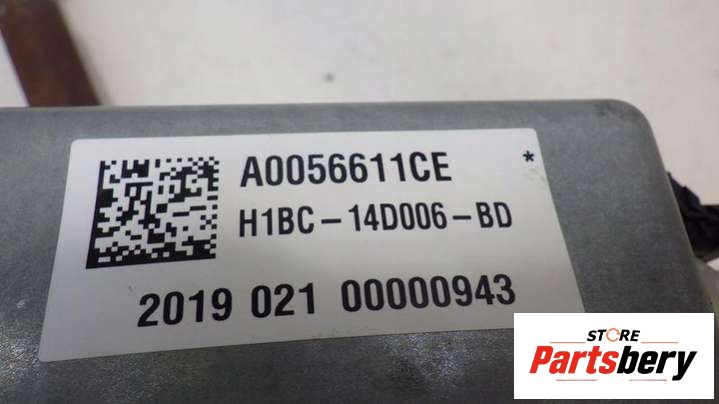 A0056611CE *
H1BC-14D006-BD
2019 021 00000943
STORE
Partsbery